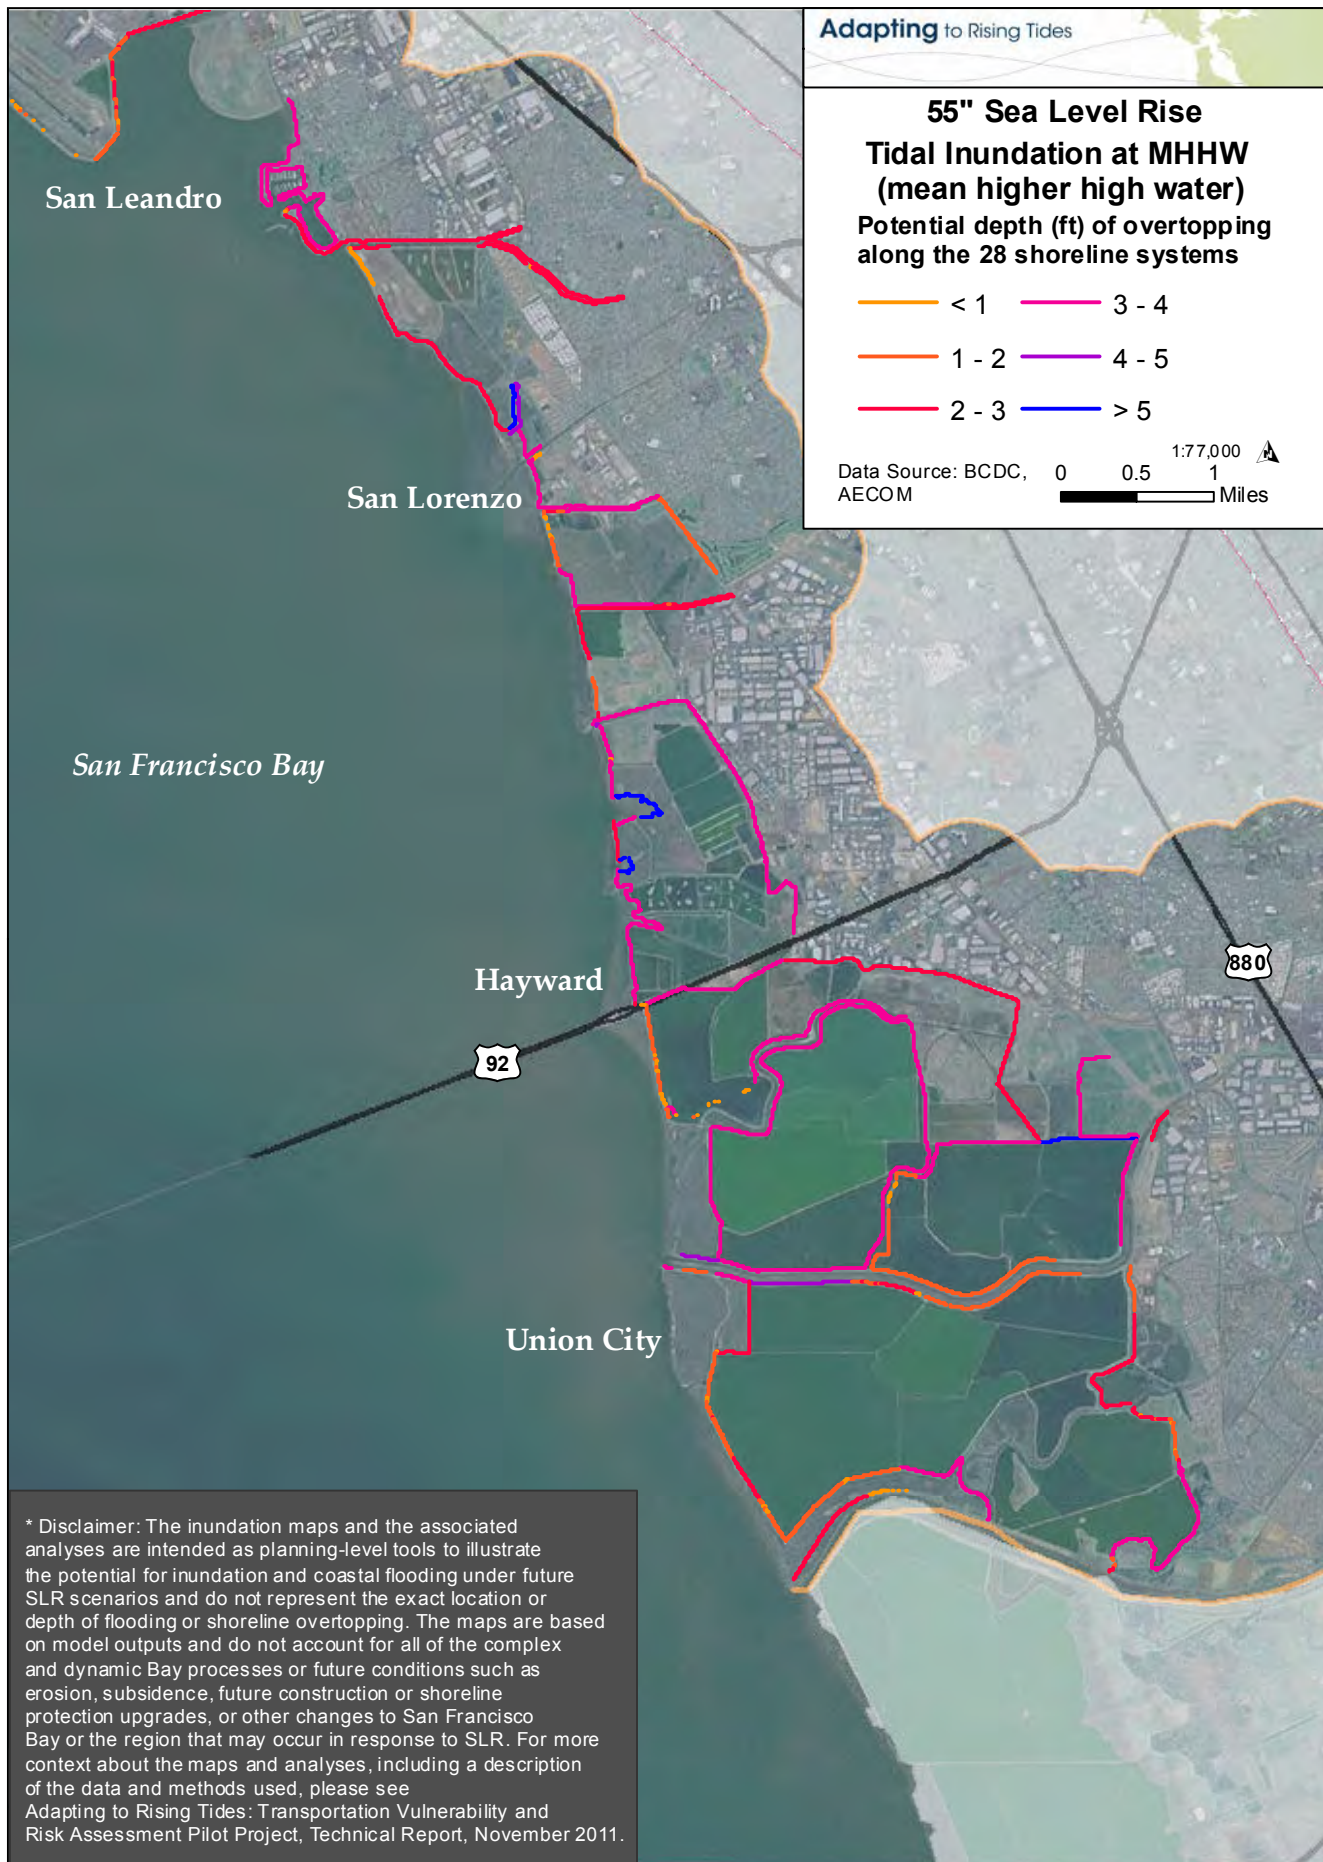 Adapting to Rising Tides
55" Sea Level Rise
Tidal Inundation at MHHW
(mean higher high water)
Potential depth (ft) of overtopping
along the 28 shoreline systems
< 1
3 - 4
1 - 2
4 - 5
2 - 3
> 5
1:77,000
Data Source: BCDC,
AECOM
0 0.5 1
Miles
San Leandro
San Lorenzo
San Francisco Bay
Hayward
880
92
Union City
* Disclaimer: The inundation maps and the associated
analyses are intended as planning-level tools to illustrate
the potential for inundation and coastal flooding under future
SLR scenarios and do not represent the exact location or
depth of flooding or shoreline overtopping. The maps are based
on model outputs and do not account for all of the complex
and dynamic Bay processes or future conditions such as
erosion, subsidence, future construction or shoreline
protection upgrades, or other changes to San Francisco
Bay or the region that may occur in response to SLR. For more
context about the maps and analyses, including a description
of the data and methods used, please see
Adapting to Rising Tides: Transportation Vulnerability and
Risk Assessment Pilot Project, Technical Report, November 2011.